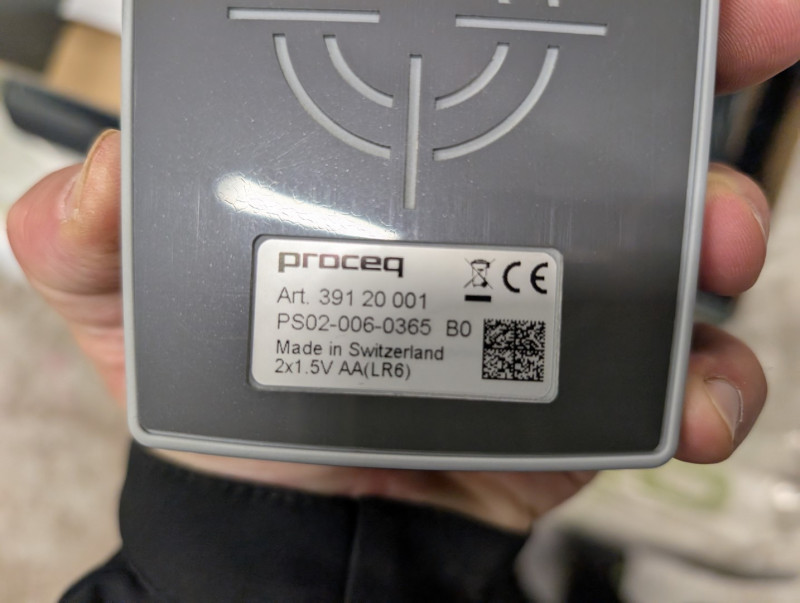 proceq
Art. 391 20 001
PS02-006-0365 B0
Made in Switzerland
2x1.5V AA(LR6)
CE